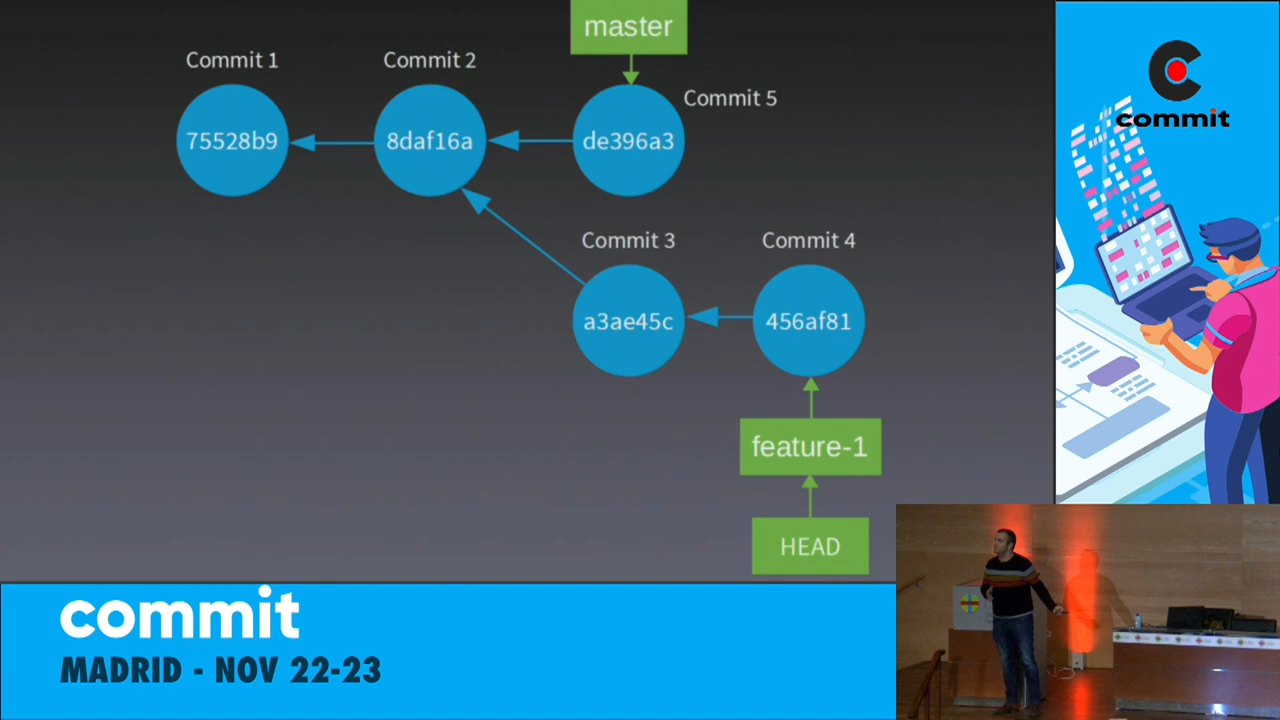 master
Commit 1
Commit 2
Commit 5
75528b9
8daf16a
de396a3
Commit 3
Commit 4
a3ae45c
456af81
feature-1
HEAD
commit
commit
MADRID - NOV 22-23